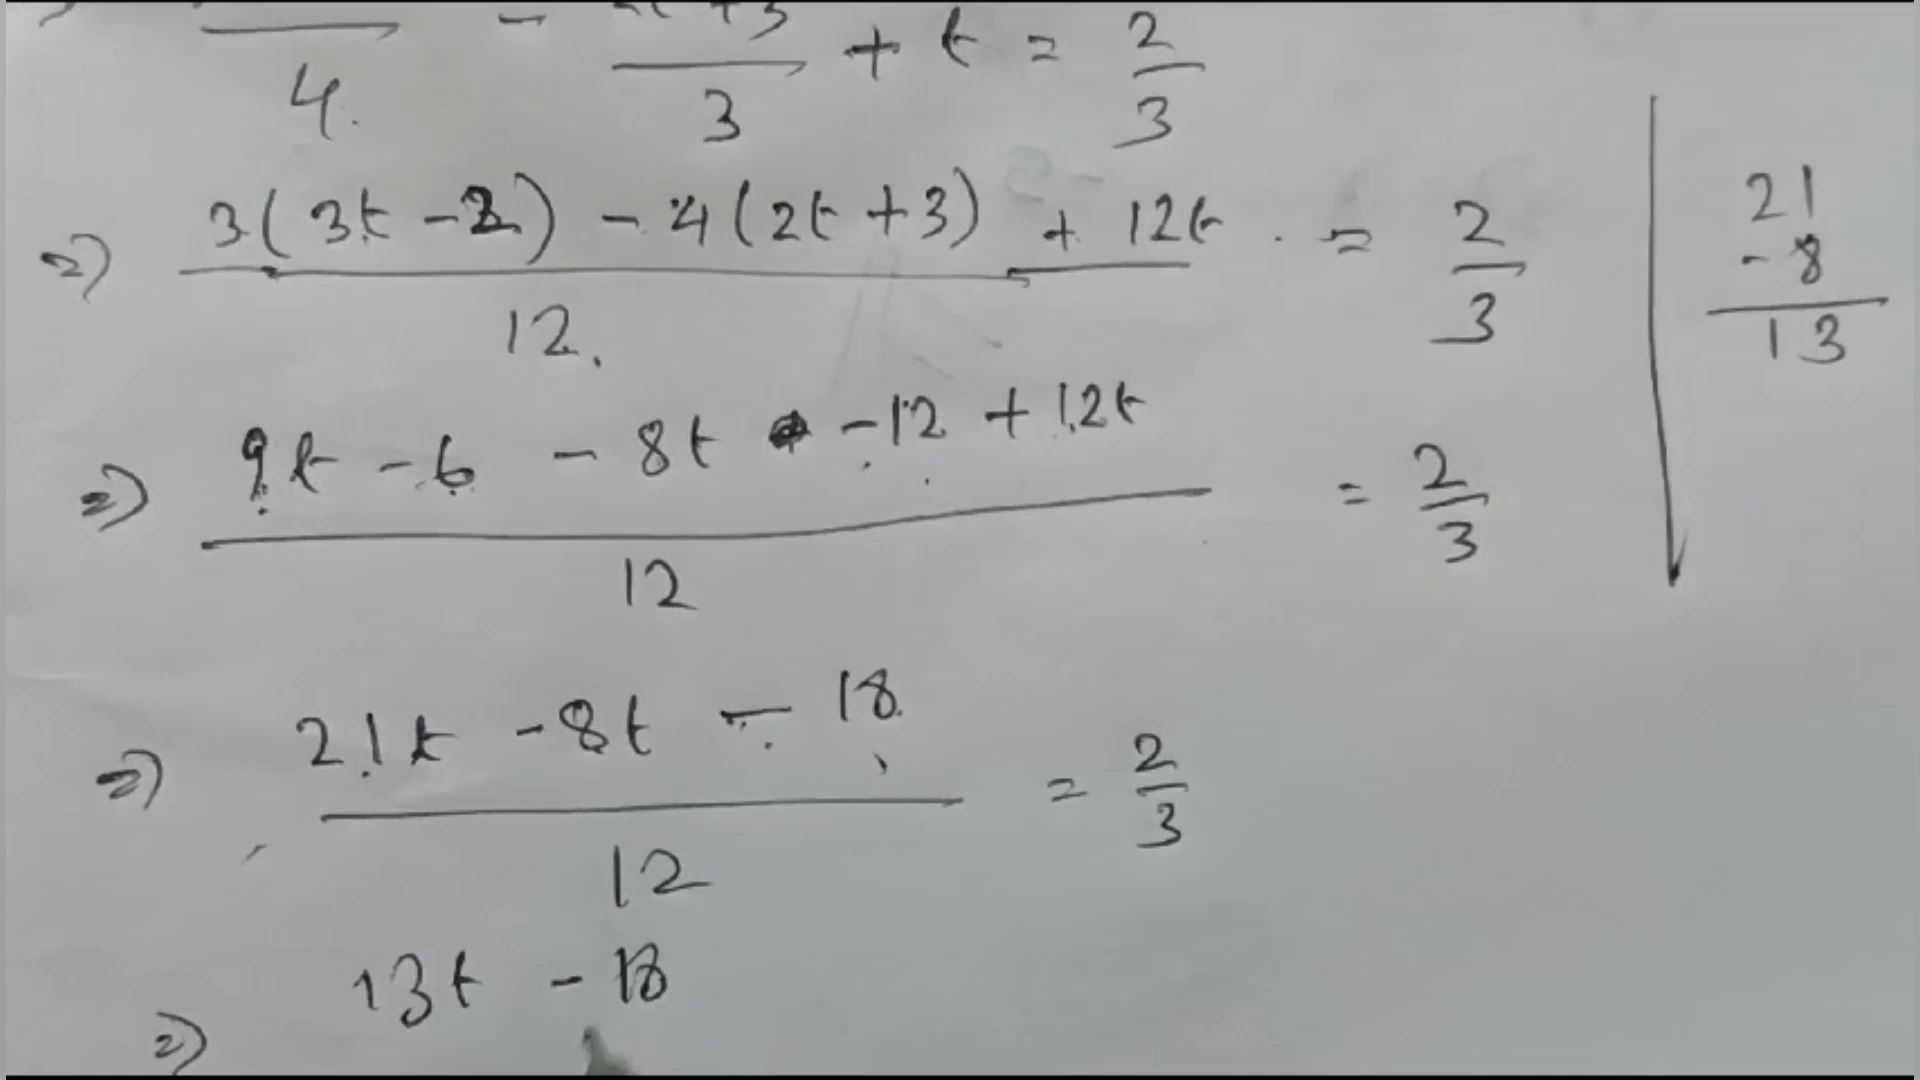 4. - 3 + t = 2/3
=> 3(3t - 2) - 4(2t + 3) + 12t / 12. = 2/3
21
- 8
13
=> 9t - 6 - 8t - 12 + 12t / 12 = 2/3
=> 21t - 8t - 18 / 12 = 2/3
=> 13t - 18